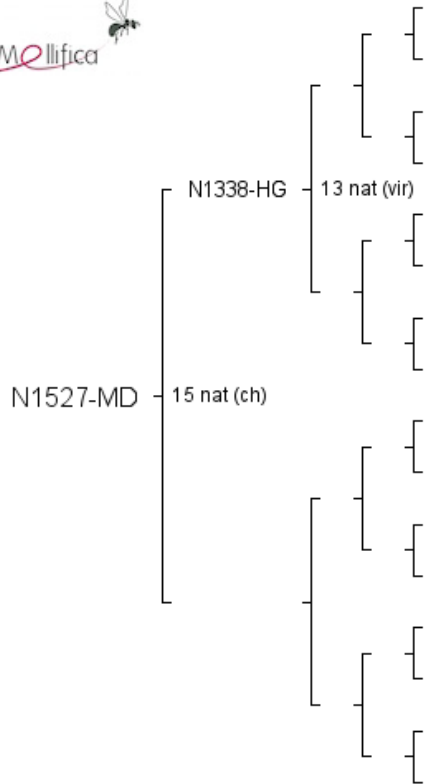 Mellifica
N1338-HG
13 nat (vir)
N1527-MD
15 nat (ch)